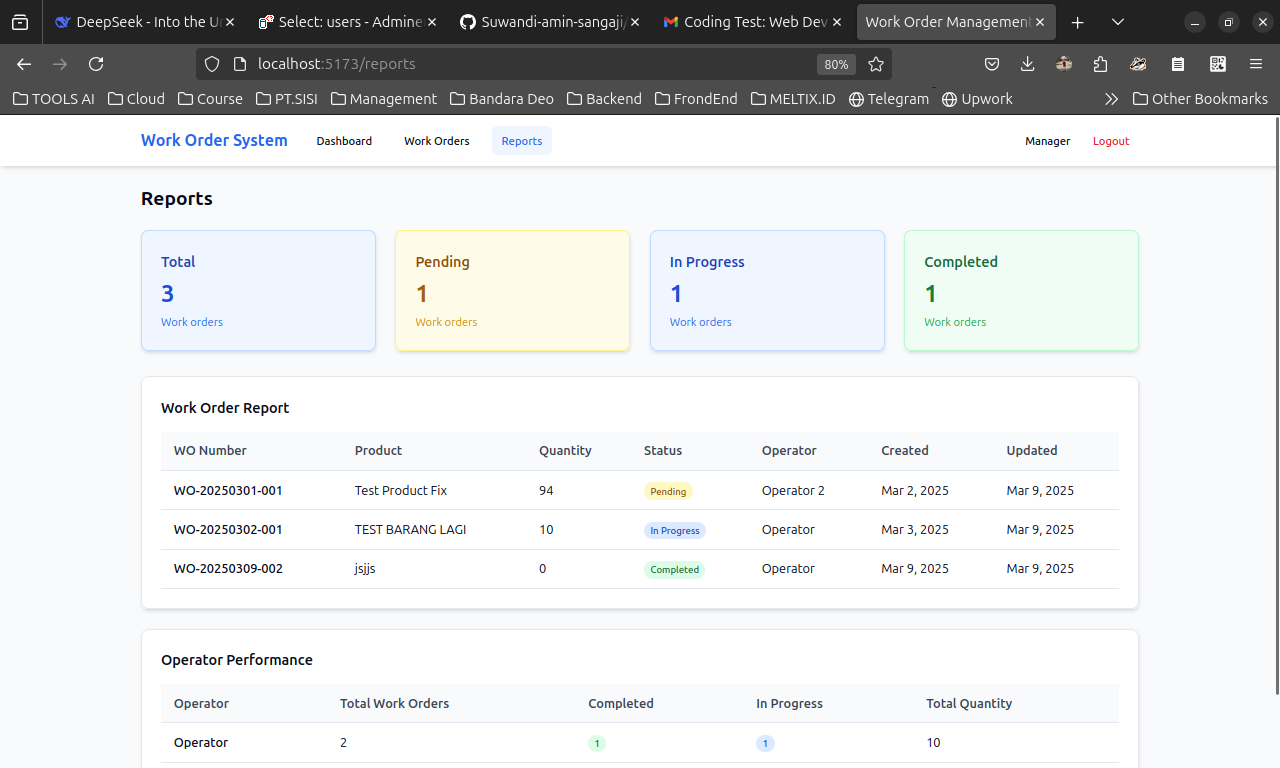 DeepSeek - Into the Un
Select: users - Adminer
Suwandi-amin-sangaji/
Coding Test: Web Dev
Work Order Management
localhost:5173/reports
80%
TOOLS AI
Cloud
Course
PT.SISI
Management
Bandara Deo
Backend
FrondEnd
MELTIX.ID
Telegram
Upwork
Other Bookmarks
Work Order System
Dashboard
Work Orders
Reports
Manager
Logout
Reports
Total
3
Work orders
Pending
1
Work orders
In Progress
1
Work orders
Completed
1
Work orders
Work Order Report
WO Number Product Quantity Status Operator Created Updated
WO-20250301-001 Test Product Fix 94 Pending Operator 2 Mar 2, 2025 Mar 9, 2025
WO-20250302-001 TEST BARANG LAGI 10 In Progress Operator Mar 3, 2025 Mar 9, 2025
WO-20250309-002 jsjjs 0 Completed Operator Mar 9, 2025 Mar 9, 2025
Operator Performance
Operator Total Work Orders Completed In Progress Total Quantity
Operator 2 1 1 10